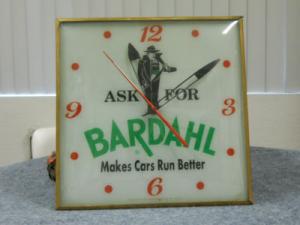 12
ASK FOR
9 3
BARDAHL
Makes Cars Run Better
6